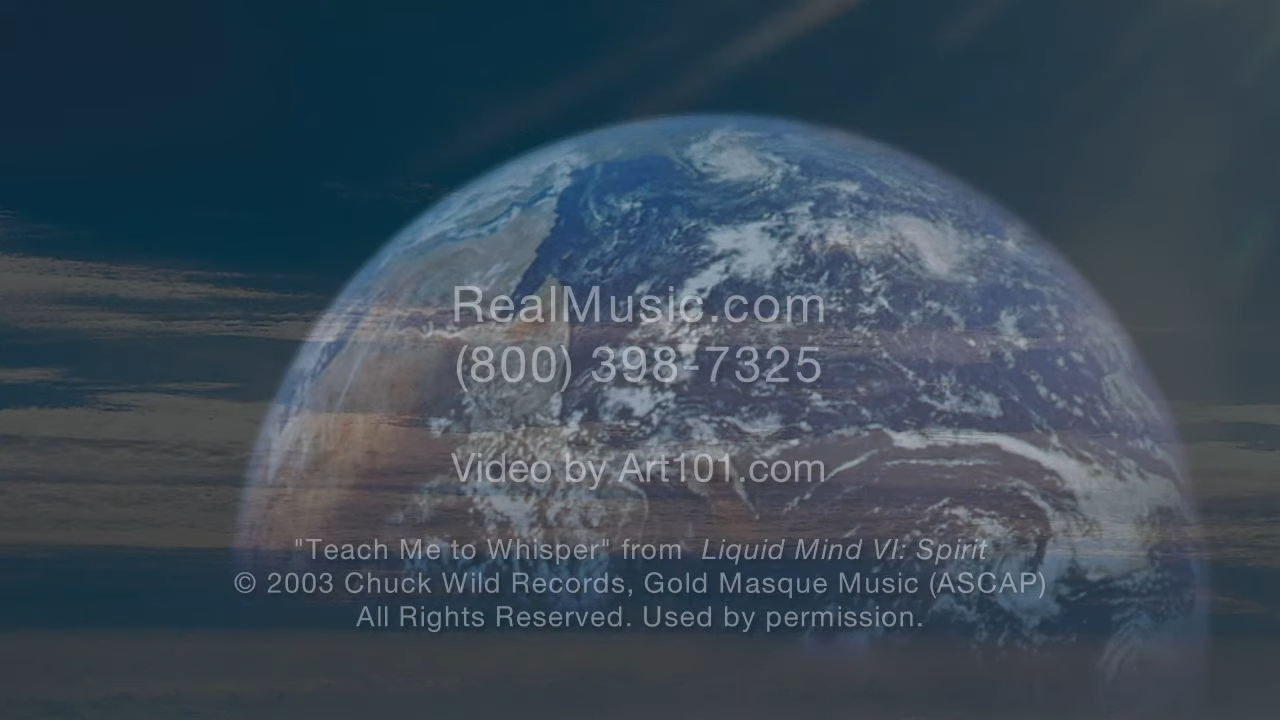 RealMusic.com
(800) 398-7325
Video by Art101.com
"Teach Me to Whisper" from Liquid Mind VI: Spirit
© 2003 Chuck Wild Records, Gold Masque Music (ASCAP)
All Rights Reserved. Used by permission.